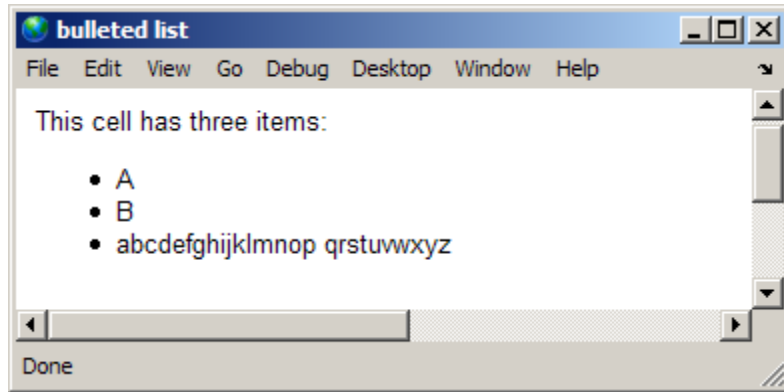 bulleted list
File Edit View Go Debug Desktop Window Help
This cell has three items:
• A
• B
• abcdefghijklmnop qrstuvwxyz
Done